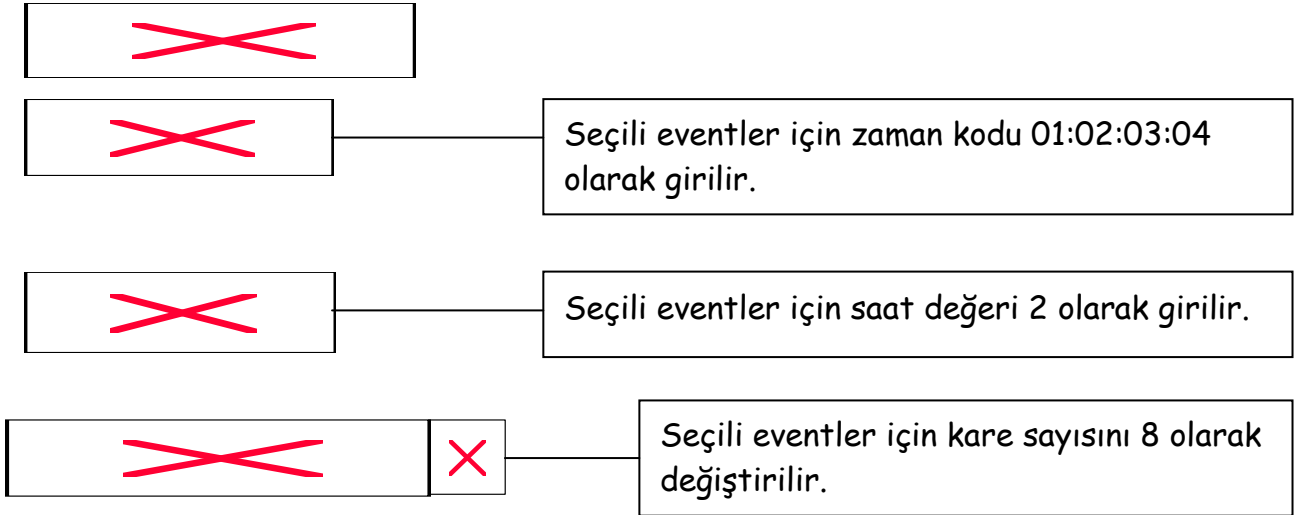 Seçili eventler için zaman kodu 01:02:03:04
olarak girilir.
Seçili eventler için saat değeri 2 olarak girilir.
Seçili eventler için kare sayısını 8 olarak
değiştirilir.